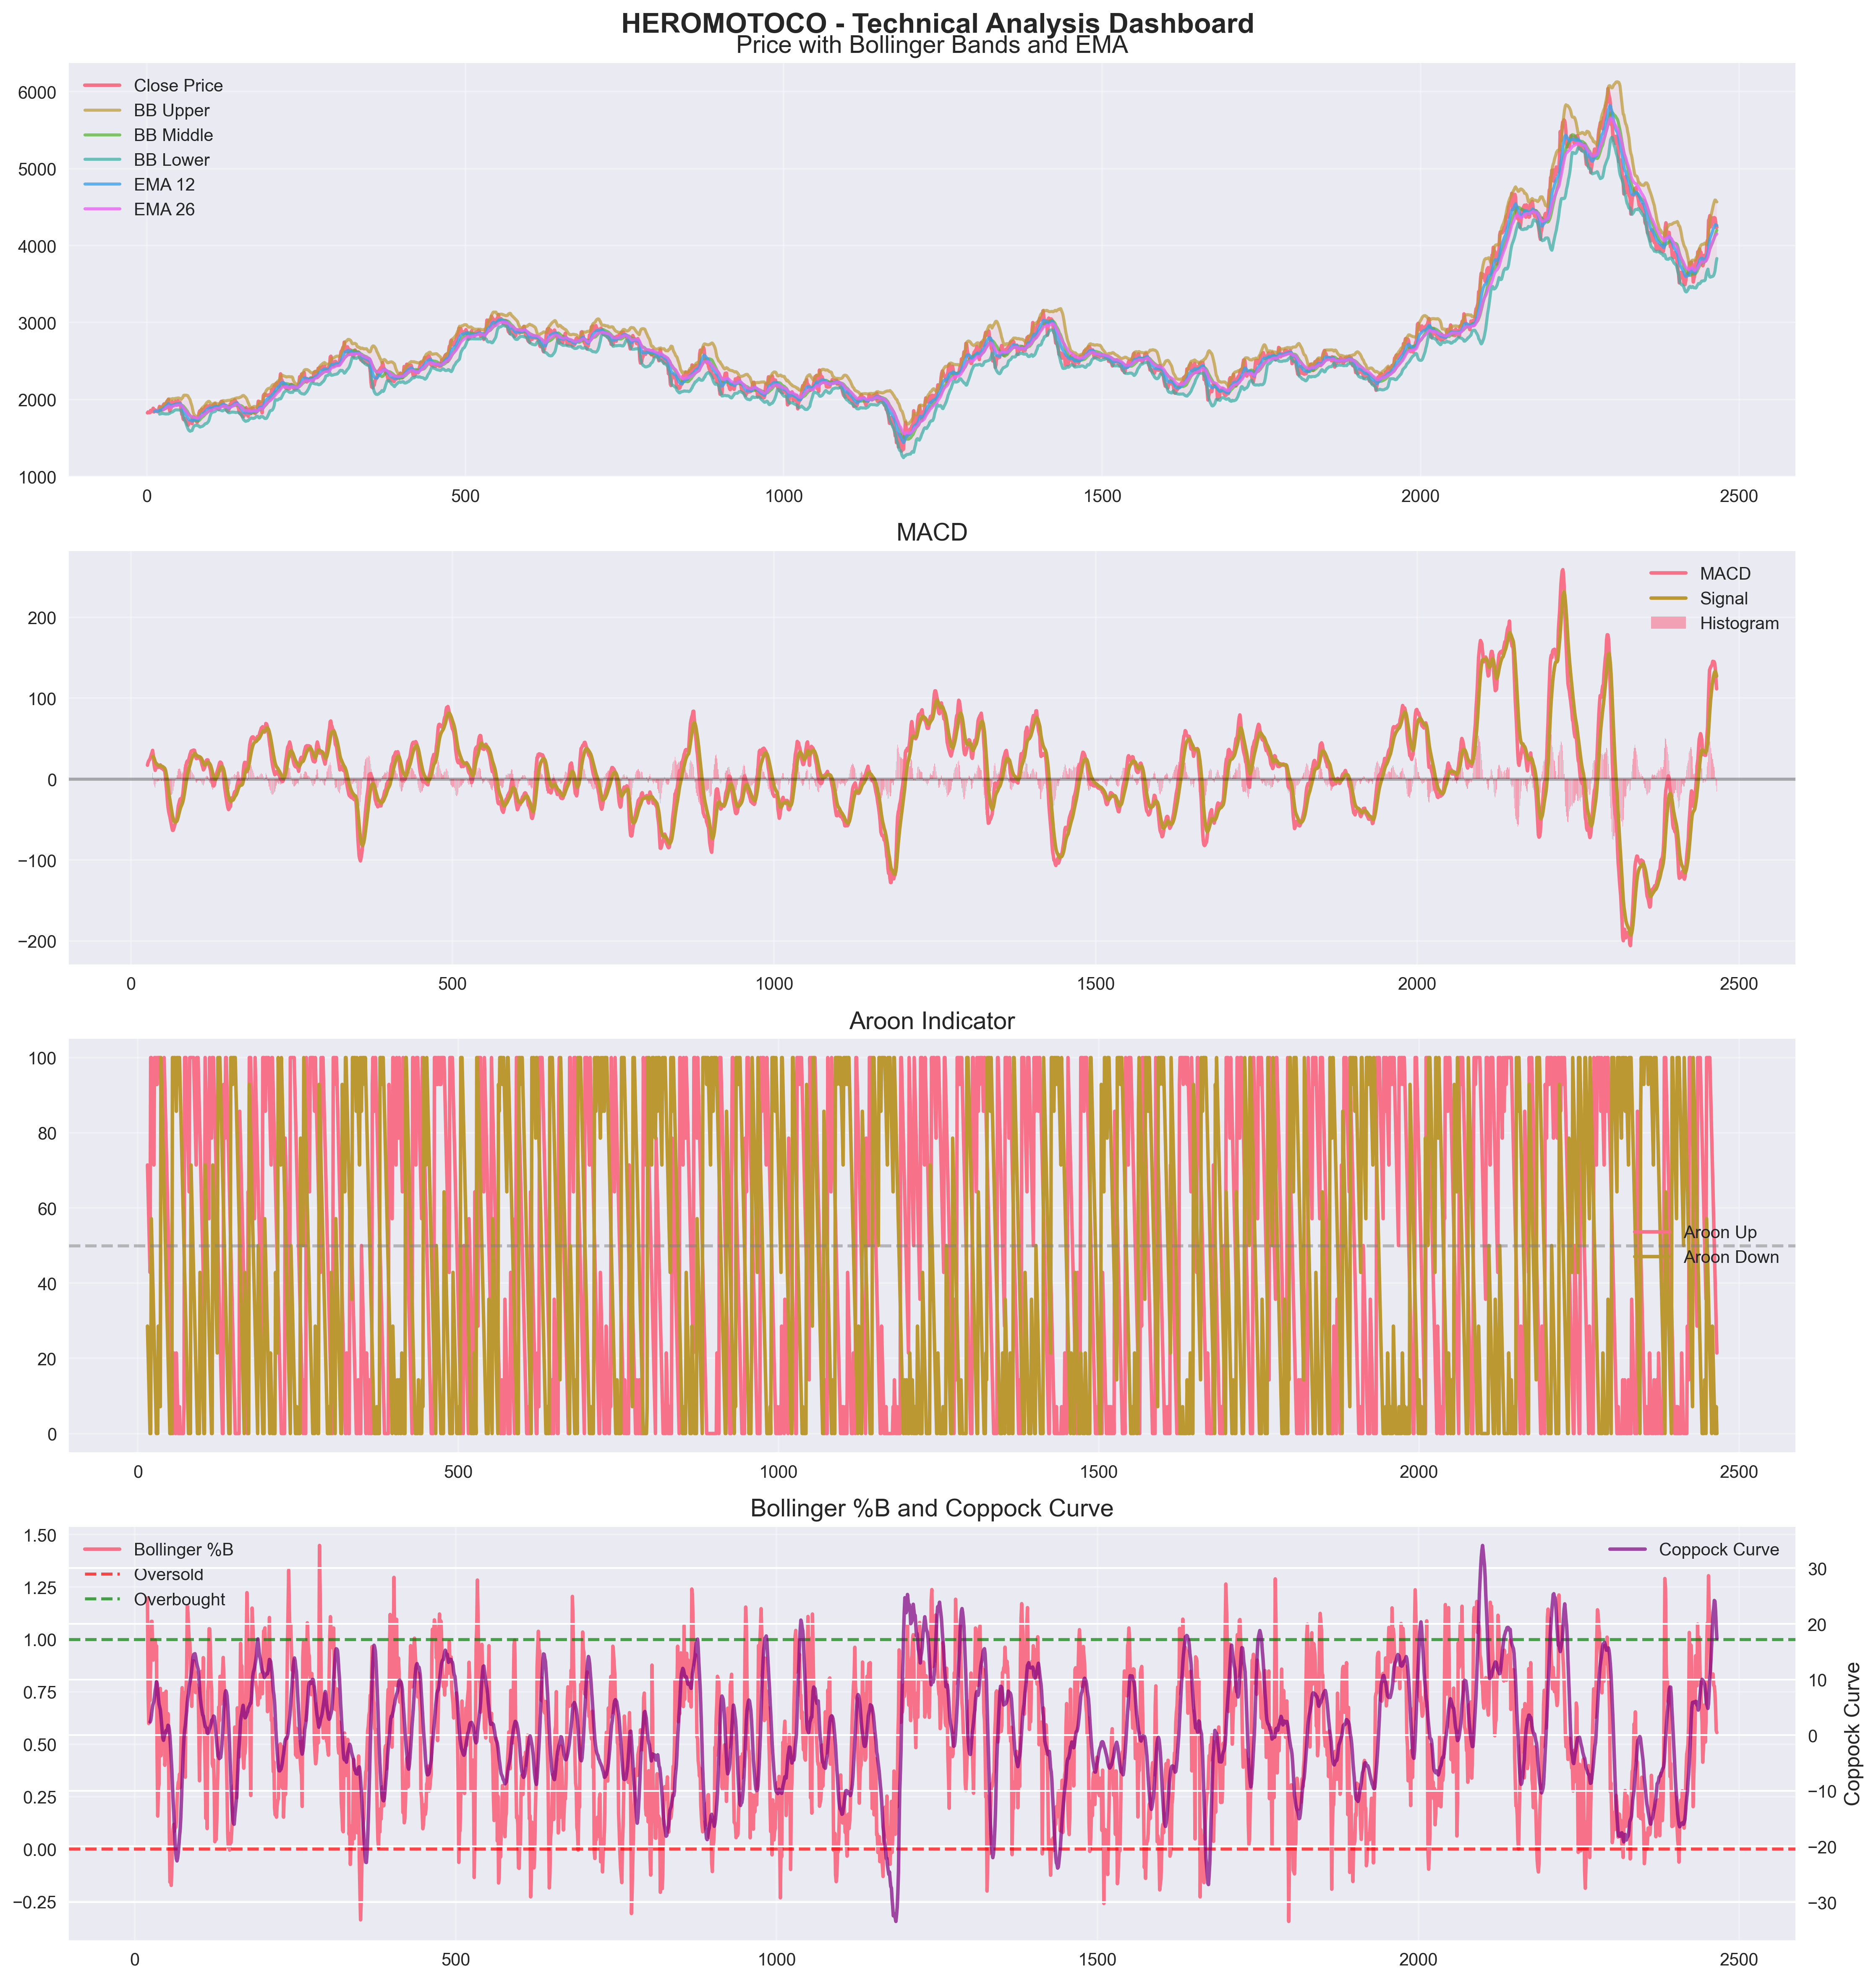 HEROMOTOCO - Technical Analysis Dashboard
Price with Bollinger Bands and EMA
Close Price
BB Upper
BB Middle
BB Lower
EMA 12
EMA 26
6000
5000
4000
3000
2000
1000
0 500 1000 1500 2000 2500
MACD
MACD
Signal
Histogram
200
100
0
−100
−200
0 500 1000 1500 2000 2500
Aroon Indicator
100
80
60
40
20
0
Aroon Up
Aroon Down
0 500 1000 1500 2000 2500
Bollinger %B and Coppock Curve
Bollinger %B
Oversold
Overbought
Coppock Curve
1.50
1.25
1.00
0.75
0.50
0.25
0.00
−0.25
30
20
10
0
−10
−20
−30
Coppock Curve
0 500 1000 1500 2000 2500